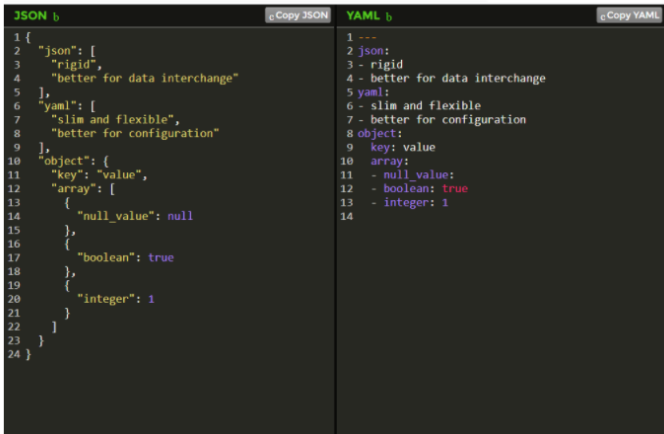 JSON b
c Copy JSON
1 {
2   "json": [
3     "rigid",
4     "better for data interchange"
5   ],
6   "yaml": [
7     "slim and flexible",
8     "better for configuration"
9   ],
10   "object": {
11     "key": "value",
12     "array": [
13       {
14         "null_value": null
15       },
16       {
17         "boolean": true
18       },
19       {
20         "integer": 1
21       }
22     ]
23   }
24 }
YAML b
c Copy YAML
1 ---
2 json:
3 - rigid
4 - better for data interchange
5 yaml:
6 - slim and flexible
7 - better for configuration
8 object:
9   key: value
10   array:
11   - null_value:
12   - boolean: true
13   - integer: 1
14